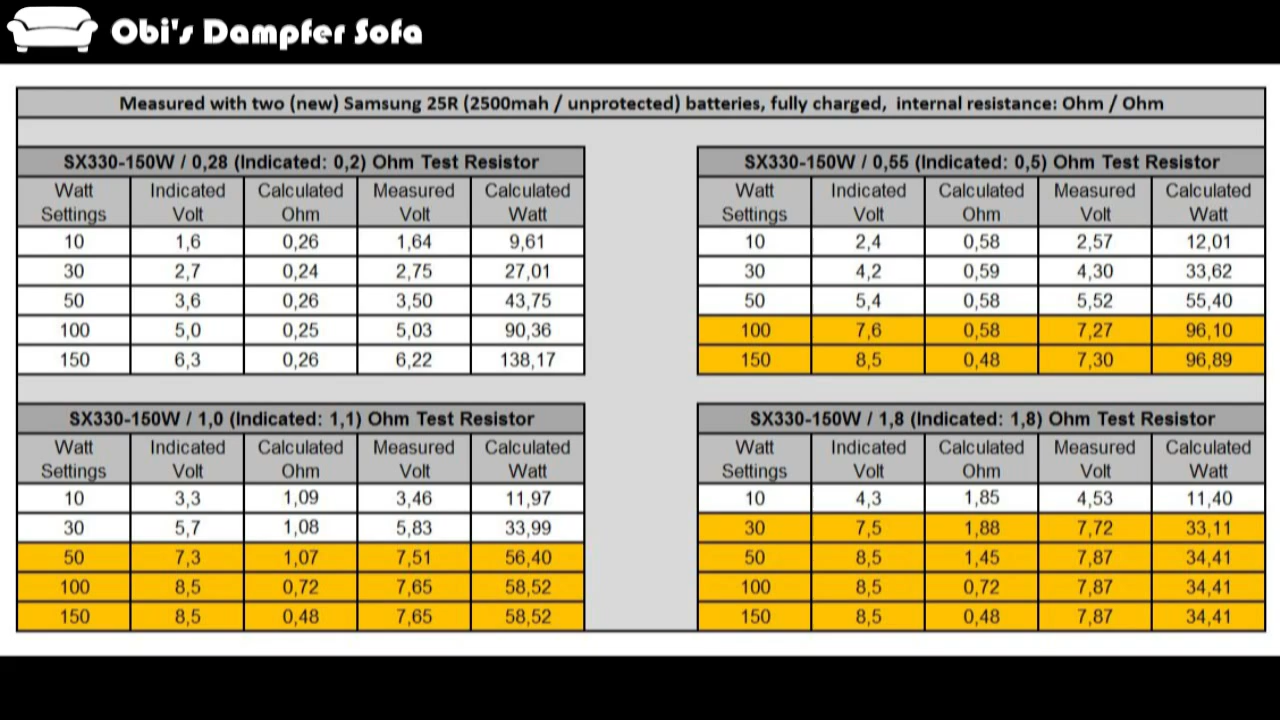 Obi's Dampfer Sofa
Measured with two (new) Samsung 25R (2500mah / unprotected) batteries, fully charged, internal resistance: Ohm / Ohm
SX330-150W / 0,28 (Indicated: 0,2) Ohm Test Resistor
Watt Settings Indicated Volt Calculated Ohm Measured Volt Calculated Watt
10 1,6 0,26 1,64 9,61
30 2,7 0,24 2,75 27,01
50 3,6 0,26 3,50 43,75
100 5,0 0,25 5,03 90,36
150 6,3 0,26 6,22 138,17
SX330-150W / 0,55 (Indicated: 0,5) Ohm Test Resistor
Watt Settings Indicated Volt Calculated Ohm Measured Volt Calculated Watt
10 2,4 0,58 2,57 12,01
30 4,2 0,59 4,30 33,62
50 5,4 0,58 5,52 55,40
100 7,6 0,58 7,27 96,10
150 8,5 0,48 7,30 96,89
SX330-150W / 1,0 (Indicated: 1,1) Ohm Test Resistor
Watt Settings Indicated Volt Calculated Ohm Measured Volt Calculated Watt
10 3,3 1,09 3,46 11,97
30 5,7 1,08 5,83 33,99
50 7,3 1,07 7,51 56,40
100 8,5 0,72 7,65 58,52
150 8,5 0,48 7,65 58,52
SX330-150W / 1,8 (Indicated: 1,8) Ohm Test Resistor
Watt Settings Indicated Volt Calculated Ohm Measured Volt Calculated Watt
10 4,3 1,85 4,53 11,40
30 7,5 1,88 7,72 33,11
50 8,5 1,45 7,87 34,41
100 8,5 0,72 7,87 34,41
150 8,5 0,48 7,87 34,41